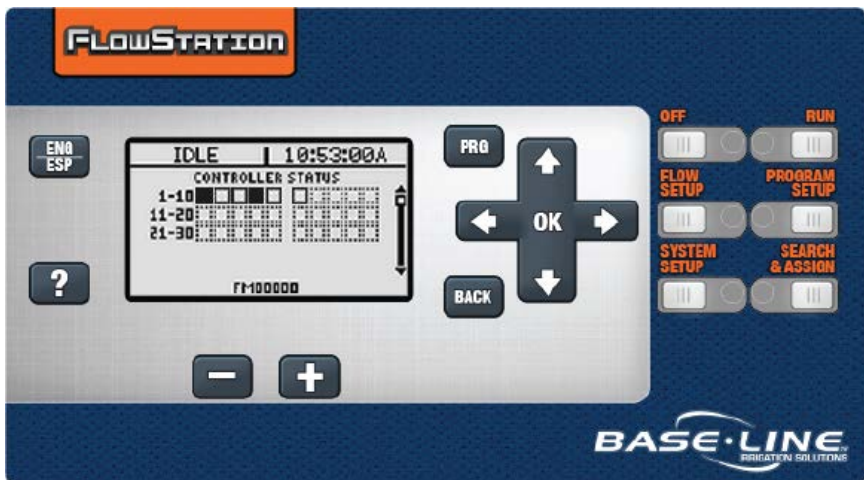 FLOWSTATION
ENG
ESP
IDLE | 10:53:00A
CONTROLLER STATUS
1-10
11-20
21-30
FM00000
?
PRG
OK
BACK
- +
OFF RUN
FLOW SETUP PROGRAM SETUP
SYSTEM SETUP SEARCH & ASSIGN
BASE·LINE
IRRIGATION SOLUTIONS